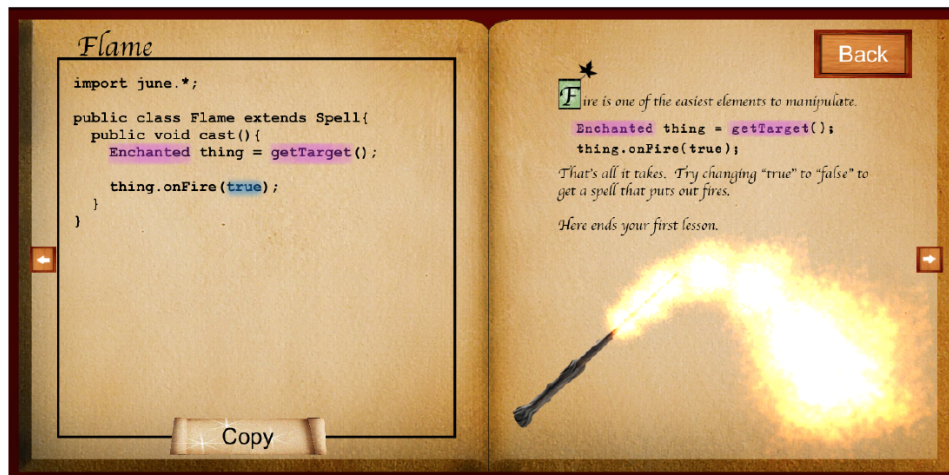 Flame
import june.*;
public class Flame extends Spell{
public void cast(){
Enchanted thing = getTarget();
thing.onFire(true);
}
}
Copy
Back
Fire is one of the easiest elements to manipulate.
Enchanted thing = getTarget();
thing.onFire(true);
That's all it takes. Try changing "true" to "false" to
get a spell that puts out fires.
Here ends your first lesson.